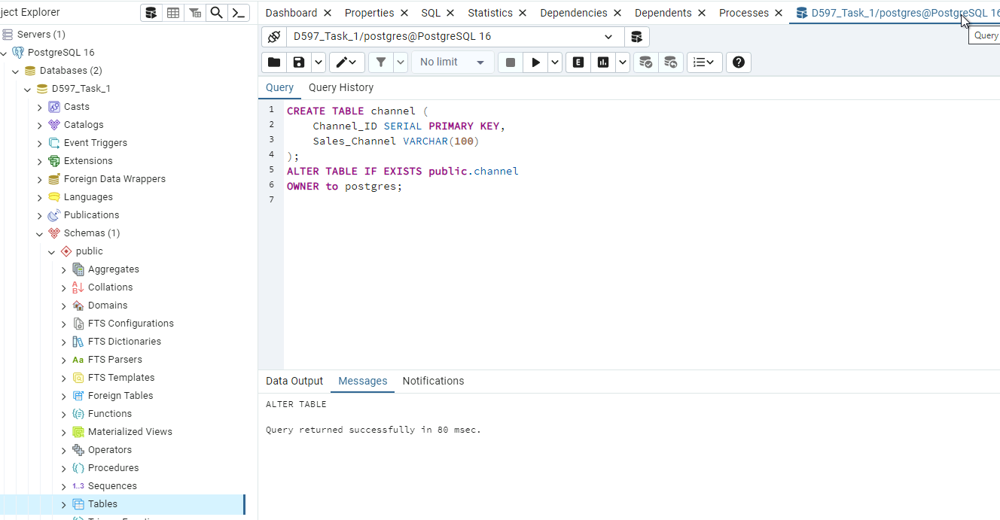 ject Explorer
Dashboard Properties SQL Statistics Dependencies Dependents Processes D597_Task_1/postgres@PostgreSQL 16
Query
Servers (1)
PostgreSQL 16
Databases (2)
D597_Task_1
Casts
Catalogs
Event Triggers
Extensions
Foreign Data Wrappers
Languages
Publications
Schemas (1)
public
Aggregates
Collations
Domains
FTS Configurations
FTS Dictionaries
Aa FTS Parsers
FTS Templates
Foreign Tables
Functions
Materialized Views
Operators
Procedures
1..3 Sequences
Tables
D597_Task_1/postgres@PostgreSQL 16
No limit
E
Query Query History
1 CREATE TABLE channel (
2 Channel_ID SERIAL PRIMARY KEY,
3 Sales_Channel VARCHAR(100)
4 );
5 ALTER TABLE IF EXISTS public.channel
6 OWNER to postgres;
7
Data Output Messages Notifications
ALTER TABLE
Query returned successfully in 80 msec.